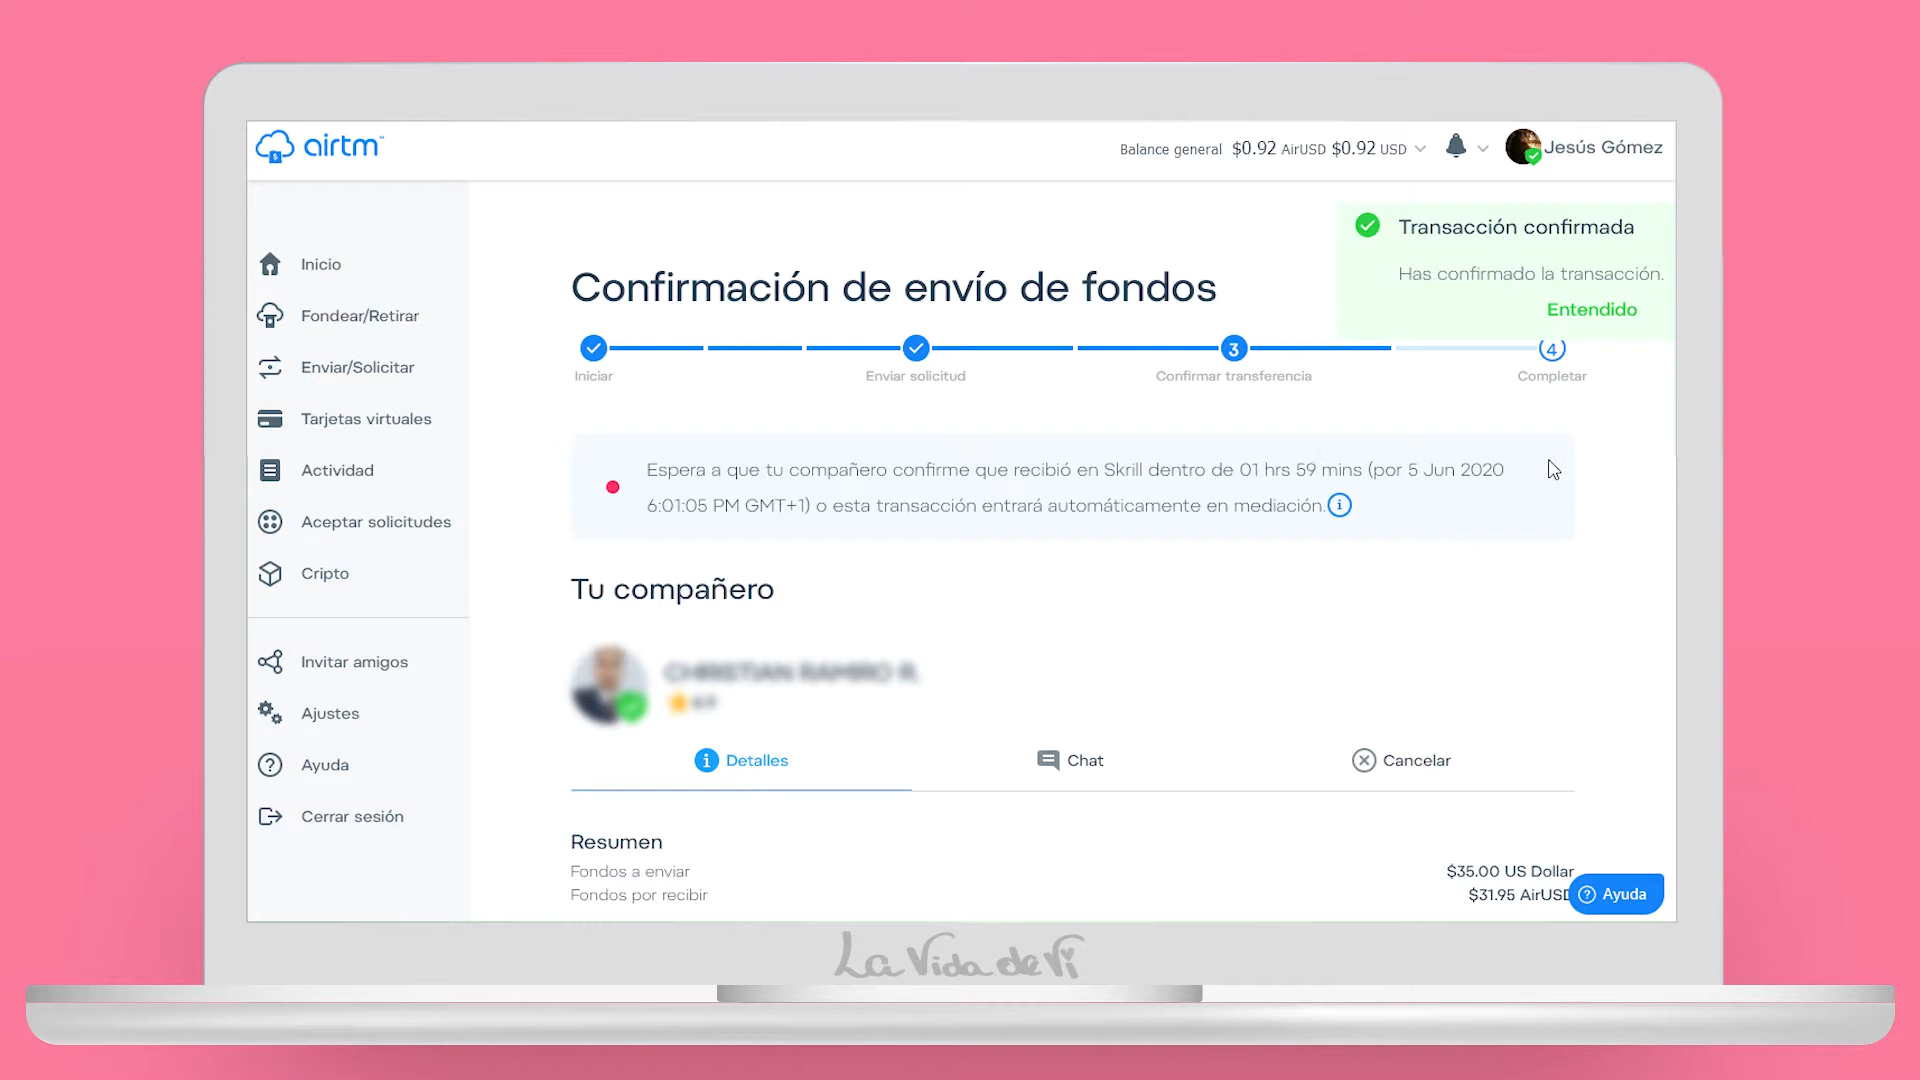 airtm™
Balance general $0.92 AirUSD $0.92 USD
Jesús Gómez
Transacción confirmada
Has confirmado la transacción.
Entendido
Inicio
Fondear/Retirar
Enviar/Solicitar
Tarjetas virtuales
Actividad
Aceptar solicitudes
Cripto
Invitar amigos
Ajustes
Ayuda
Cerrar sesión
Confirmación de envío de fondos
3
4
Iniciar
Enviar solicitud
Confirmar transferencia
Completar
Espera a que tu compañero confirme que recibió en Skrill dentro de 01 hrs 59 mins (por 5 Jun 2020
6:01:05 PM GMT+1) o esta transacción entrará automáticamente en mediación.
Tu compañero
Detalles
Chat
Cancelar
Resumen
Fondos a enviar
$35.00 US Dollar
Fondos por recibir
$31.95 AirUSD
Ayuda
La Vida de Vi